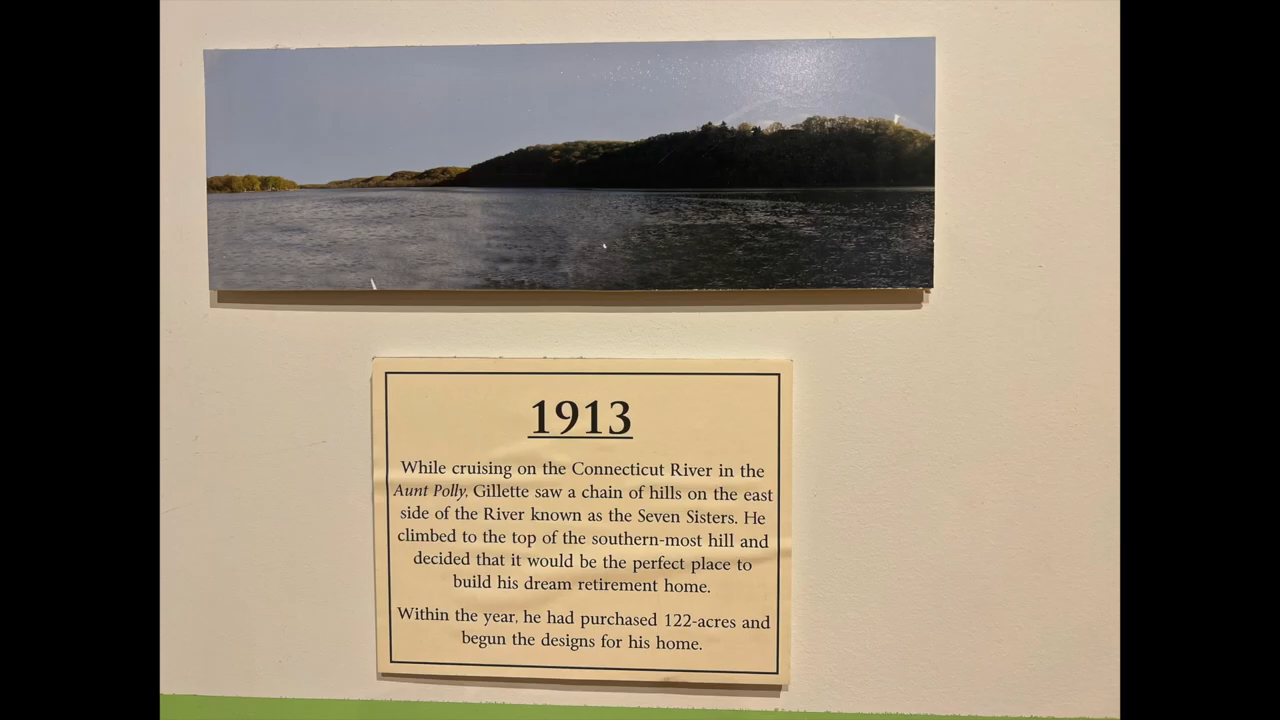 1913
While cruising on the Connecticut River in the
Aunt Polly, Gillette saw a chain of hills on the east
side of the River known as the Seven Sisters. He
climbed to the top of the southern-most hill and
decided that it would be the perfect place to
build his dream retirement home.
Within the year, he had purchased 122-acres and
begun the designs for his home.